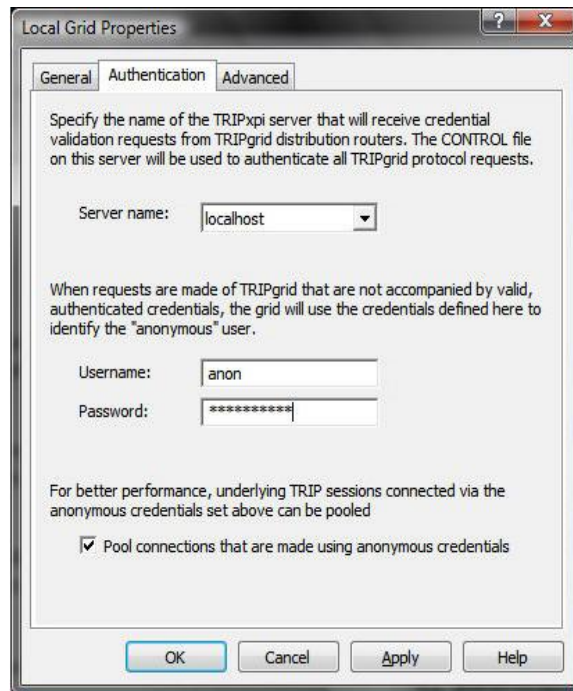 Local Grid Properties
? X
General Authentication Advanced
Specify the name of the TRIPxpi server that will receive credential
validation requests from TRIPgrid distribution routers. The CONTROL file
on this server will be used to authenticate all TRIPgrid protocol requests.
Server name: localhost
When requests are made of TRIPgrid that are not accompanied by valid,
authenticated credentials, the grid will use the credentials defined here to
identify the "anonymous" user.
Username: anon
Password: **********
For better performance, underlying TRIP sessions connected via the
anonymous credentials set above can be pooled
Pool connections that are made using anonymous credentials
OK Cancel Apply Help